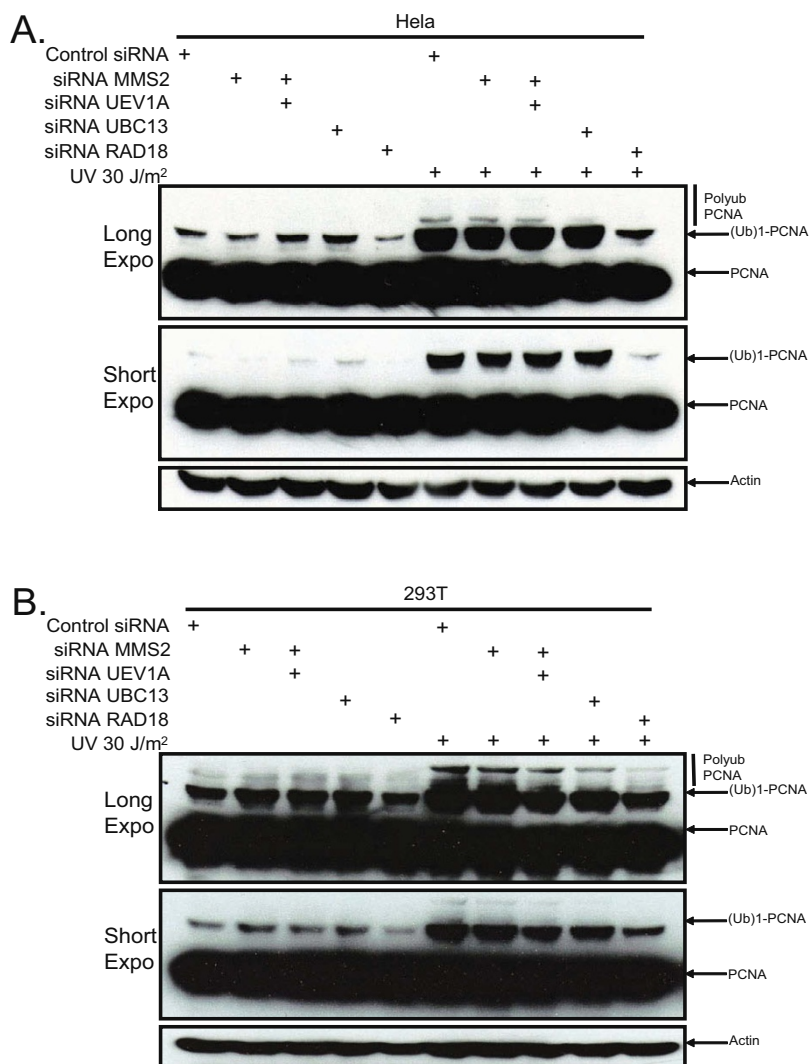 A.
Hela
Control siRNA + +
siRNA MMS2 + + + +
siRNA UEV1A + +
siRNA UBC13 + +
siRNA RAD18 + +
UV 30 J/m² + + + + +
Long Expo
Polyub PCNA
(Ub)1-PCNA
PCNA
Short Expo
(Ub)1-PCNA
PCNA
Actin
B.
293T
Control siRNA + +
siRNA MMS2 + + + +
siRNA UEV1A + +
siRNA UBC13 + +
siRNA RAD18 + +
UV 30 J/m² + + + + +
Long Expo
Polyub PCNA
(Ub)1-PCNA
PCNA
Short Expo
(Ub)1-PCNA
PCNA
Actin